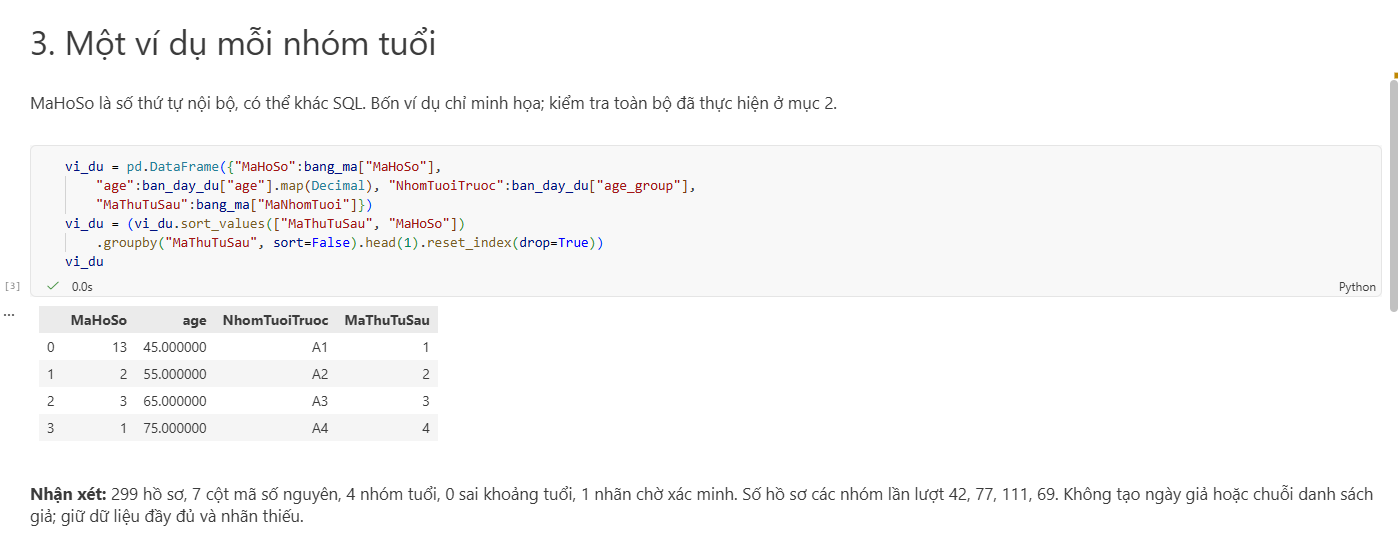 3. Một ví dụ mỗi nhóm tuổi
MaHoSo là số thứ tự nội bộ, có thể khác SQL. Bốn ví dụ chỉ minh họa; kiểm tra toàn bộ đã thực hiện ở mục 2.
vi_du = pd.DataFrame({"MaHoSo":bang_ma["MaHoSo"],
"age":ban_day_du["age"].map(Decimal), "NhomTuoiTruoc":ban_day_du["age_group"],
"MaThuTuSau":bang_ma["MaNhomTuoi"]})
vi_du = (vi_du.sort_values(["MaThuTuSau", "MaHoSo"])
.groupby("MaThuTuSau", sort=False).head(1).reset_index(drop=True))
vi_du
[3] ✓ 0.0s Python
...
MaHoSo age NhomTuoiTruoc MaThuTuSau
0 13 45.000000 A1 1
1 2 55.000000 A2 2
2 3 65.000000 A3 3
3 1 75.000000 A4 4
Nhận xét: 299 hồ sơ, 7 cột mã số nguyên, 4 nhóm tuổi, 0 sai khoảng tuổi, 1 nhãn chờ xác minh. Số hồ sơ các nhóm lần lượt 42, 77, 111, 69. Không tạo ngày giả hoặc chuỗi danh sách
giả; giữ dữ liệu đầy đủ và nhãn thiếu.